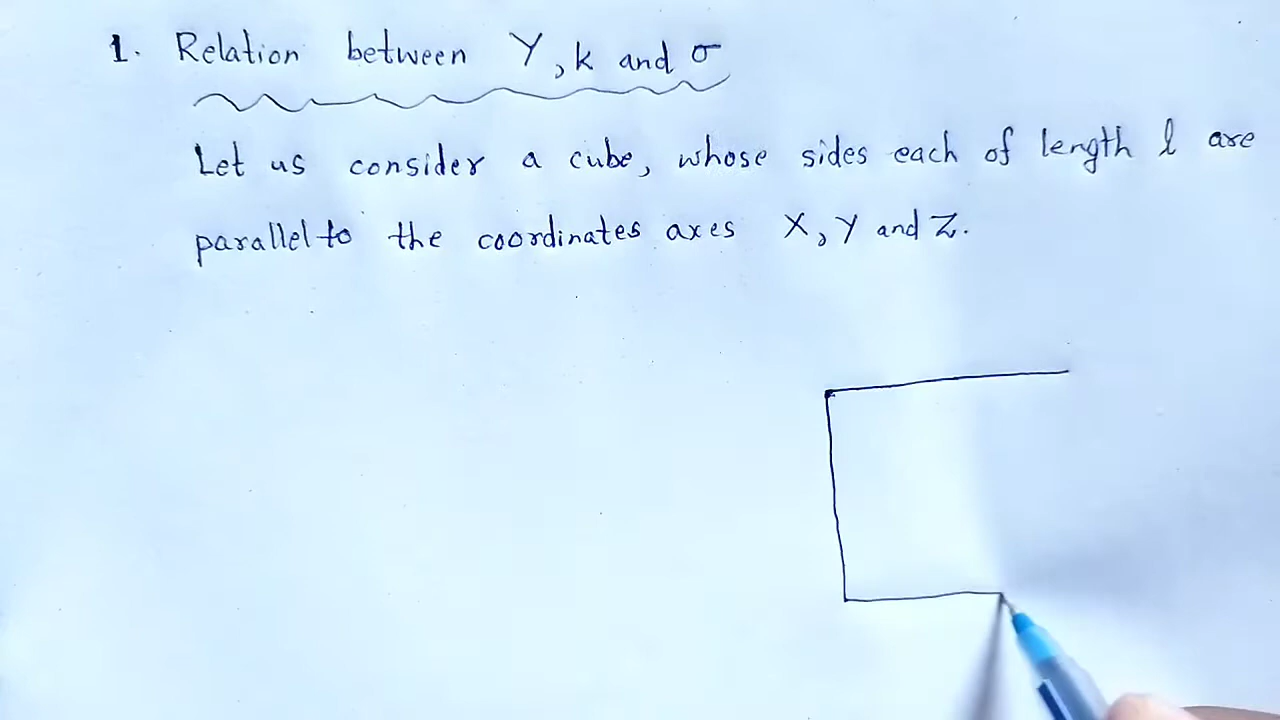 1. Relation between Y, k and σ
Let us consider a cube, whose sides each of length l are
parallel to the coordinates axes X, Y and Z.